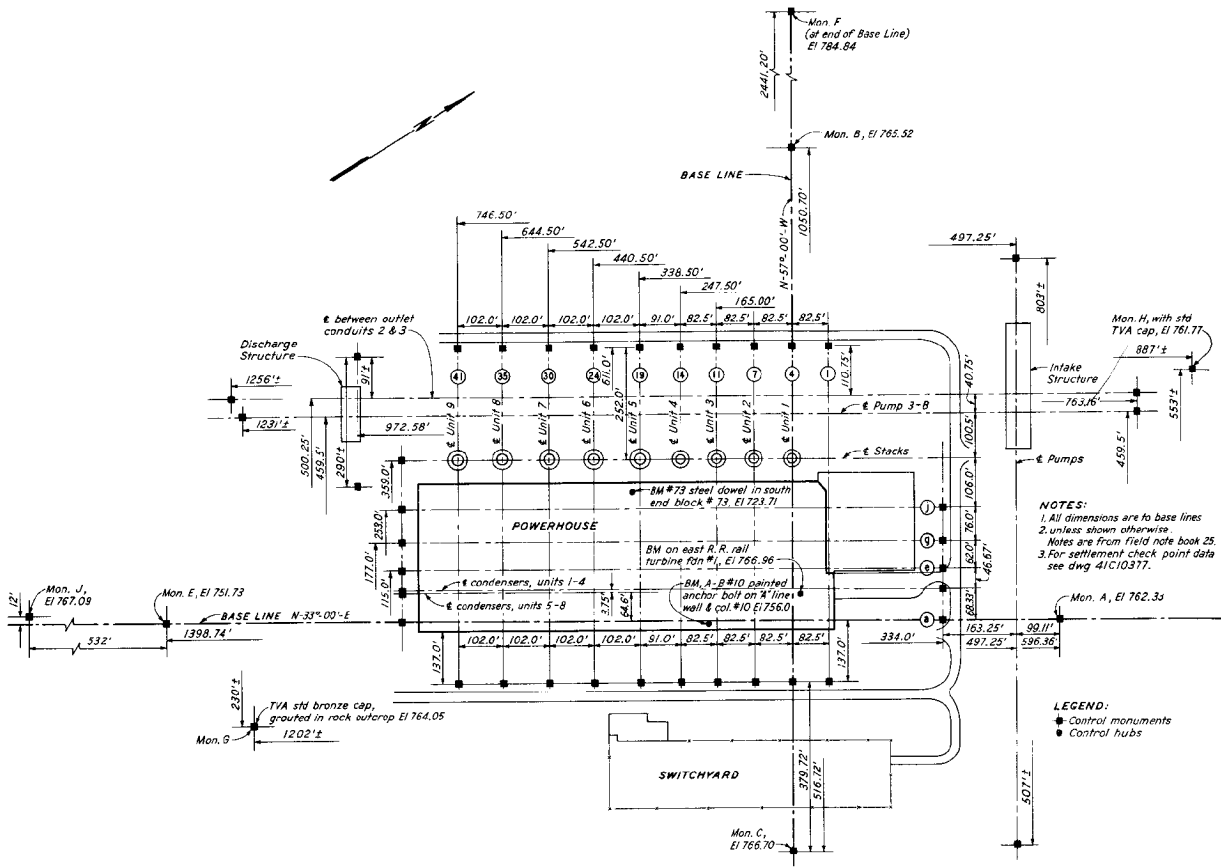 Mon. F
(at end of Base Line)
El 784.84
2441.20'
N
Mon. B, El 765.52
BASE LINE
1050.70'
N-57°-00'-W
746.50'
644.50'
542.50'
440.50'
338.50'
247.50'
165.00'
102.0'
102.0'
102.0'
102.0'
91.0'
82.5'
82.5'
82.5'
82.5'
497.25'
803'±
Mon. H, with std
TVA cap, El 761.77
887'±
553'±
℄ between outlet
conduits 2 & 3
Discharge
Structure
91'±
1256'±
1231'±
972.58'
500.25'
459.5'
290'±
611.0'
252.0'
110.75'
41
35
30
24
19
14
11
7
4
1
℄ Unit 9
℄ Unit 8
℄ Unit 7
℄ Unit 6
℄ Unit 5
℄ Unit 4
℄ Unit 3
℄ Unit 2
℄ Unit 1
℄ Pump 3-B
℄ Stacks
40.75'
100.5'
106.0'
76.0'
62.0'
46.67'
68.33'
Intake
Structure
763.16'
459.5'
℄ Pumps
359.0'
253.0'
177.0'
115.0'
BM #73 steel dowel in south
end block # 73, El 723.71
POWERHOUSE
BM on east R.R. rail
turbine fdn #1, El 766.96
BM, A-B #10 painted
anchor bolt on "A" line
wall & col. #10 El 756.0
℄ condensers, units 1-4
℄ condensers, units 5-8
3.75'
64.6'
j
g
e
a
NOTES:
1. All dimensions are to base lines
2. unless shown otherwise.
Notes are from field note book 25.
3. For settlement check point data
see dwg 41C10377.
Mon. J,
El 767.09
12'
Mon. E, El 751.73
BASE LINE N-33°-00'-E
532'
1398.74'
Mon. A, El 762.35
334.0'
163.25'
99.11'
497.25'
596.36'
137.0'
102.0'
102.0'
102.0'
102.0'
91.0'
82.5'
82.5'
82.5'
82.5'
137.0'
230'±
TVA std bronze cap,
grouted in rock outcrop El 764.05
Mon. G
1202'±
LEGEND:
Control monuments
Control hubs
SWITCHYARD
379.72'
516.72'
507'±
Mon. C,
El 766.70